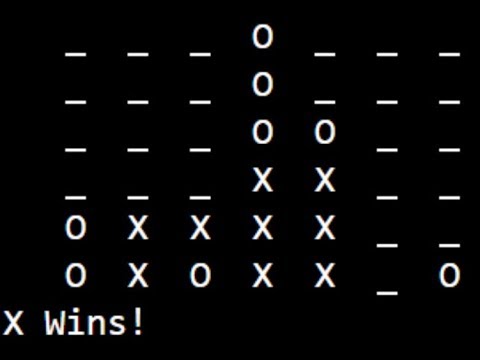 _ _ _ O _ _ _
_ _ _ O _ _ _
_ _ _ O O _ _
_ _ _ X X _ _
O X X X X _ _
O X O X X _ O
X Wins!